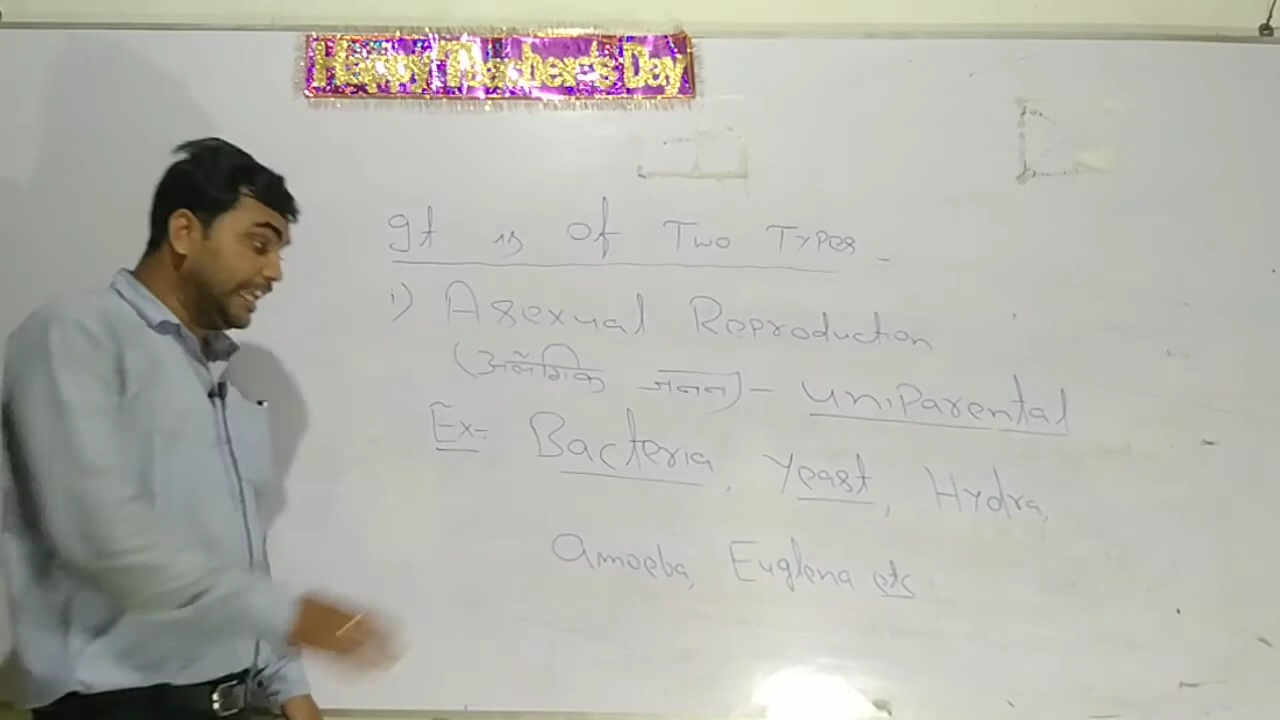 Happy Teacher's Day
It is of Two Types -
1) Asexual Reproduction
(अलैंगिक जनन) - uniparental
Ex- Bacteria, Yeast, Hydra,
Amoeba, Euglena etc